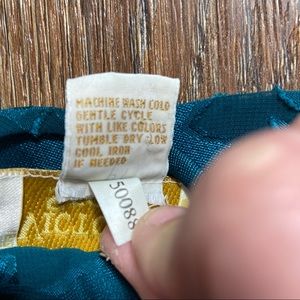 MACHINE WASH COLD
GENTLE CYCLE
WITH LIKE COLORS
TUMBLE DRY LOW
COOL IRON
IF NEEDED
50088